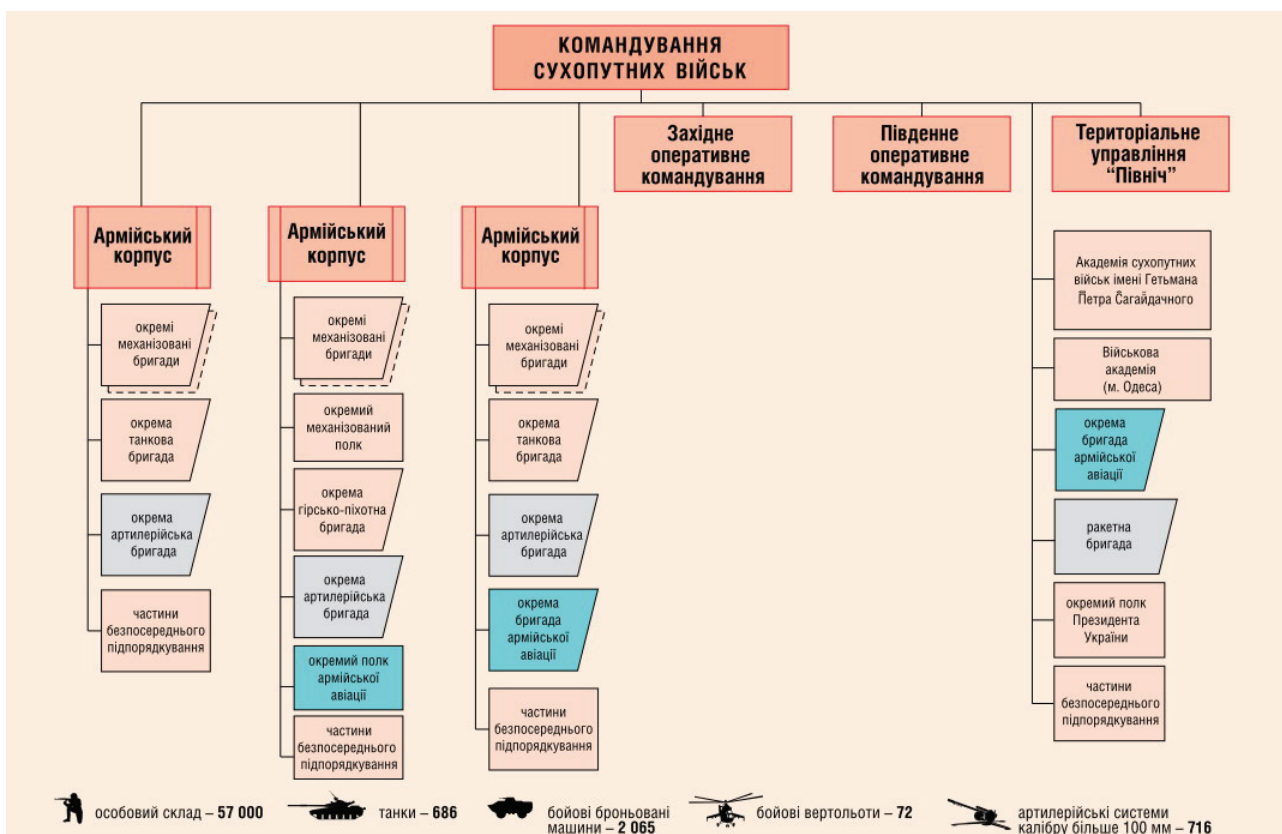 КОМАНДУВАННЯ
СУХОПУТНИХ ВІЙСЬК
Західне
оперативне
командування
Південне
оперативне
командування
Територіальне
управління
“Північ”
Армійський
корпус
окремі
механізовані
бригади
окрема
танкова
бригада
окрема
артилерійська
бригада
частини
безпосереднього
підпорядкування
Армійський
корпус
окремі
механізовані
бригади
окремий
механізований
полк
окрема
гірсько-піхотна
бригада
окрема
артилерійська
бригада
окремий полк
армійської
авіації
частини
безпосереднього
підпорядкування
Армійський
корпус
окремі
механізовані
бригади
окрема
танкова
бригада
окрема
артилерійська
бригада
окрема
бригада
армійської
авіації
частини
безпосереднього
підпорядкування
Академія сухопутних
військ імені Гетьмана
Петра Сагайдачного
Військова
академія
(м. Одеса)
окрема
бригада
армійської
авіації
ракетна
бригада
окремий полк
Президента
України
частини
безпосереднього
підпорядкування
особовий склад – 57 000
танки – 686
бойові броньовані
машини – 2 065
бойові вертольоти – 72
артилерійські системи
калібру більше 100 мм – 716